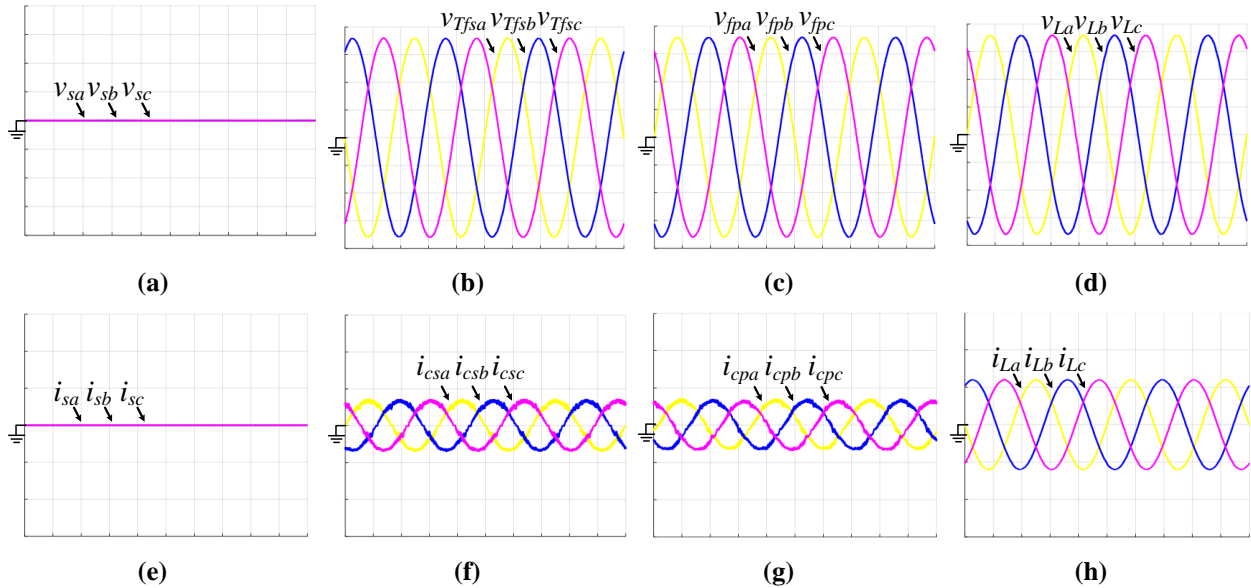 v_sa v_sb v_sc
v_Tfsa v_Tfsb v_Tfsc
v_fpa v_fpb v_fpc
v_La v_Lb v_Lc
(a)
(b)
(c)
(d)
i_sa i_sb i_sc
i_csa i_csb i_csc
i_cpa i_cpb i_cpc
i_La i_Lb i_Lc
(e)
(f)
(g)
(h)